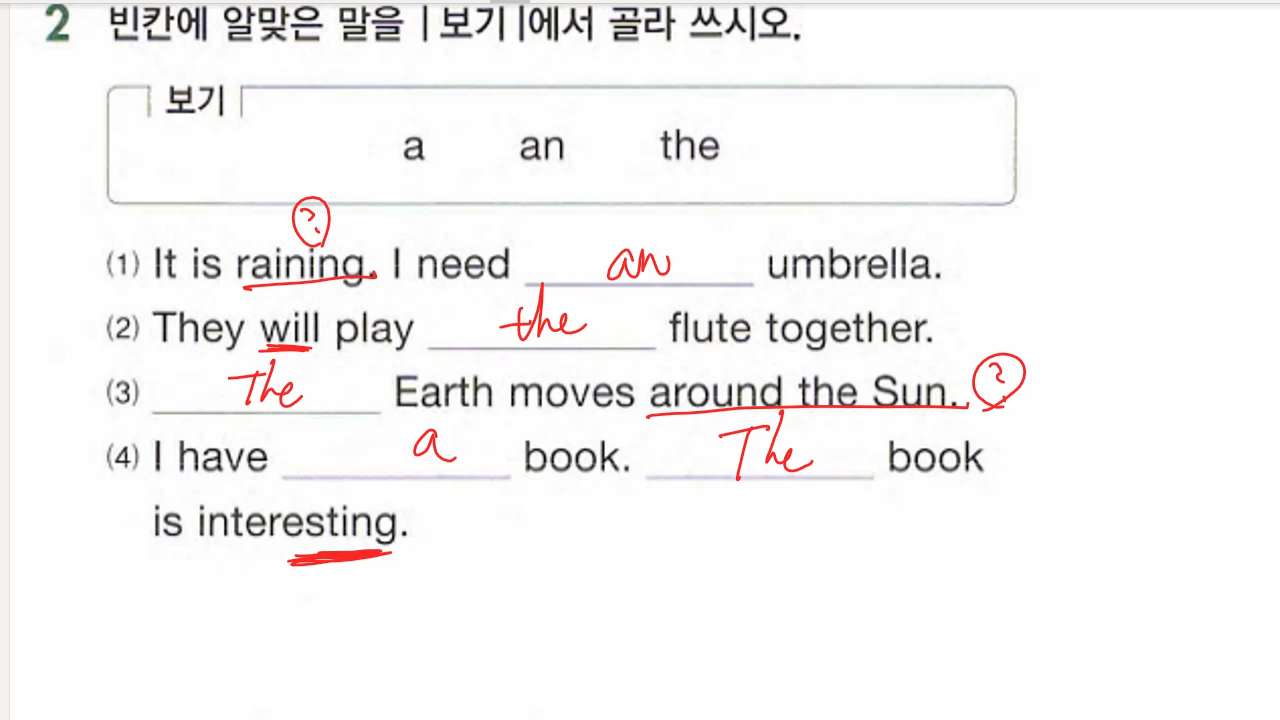 2 빈칸에 알맞은 말을 |보기|에서 골라 쓰시오.
보기
a an the
?
(1) It is raining. I need an umbrella.
(2) They will play the flute together.
(3) The Earth moves around the Sun. ?
(4) I have a book. The book
is interesting.